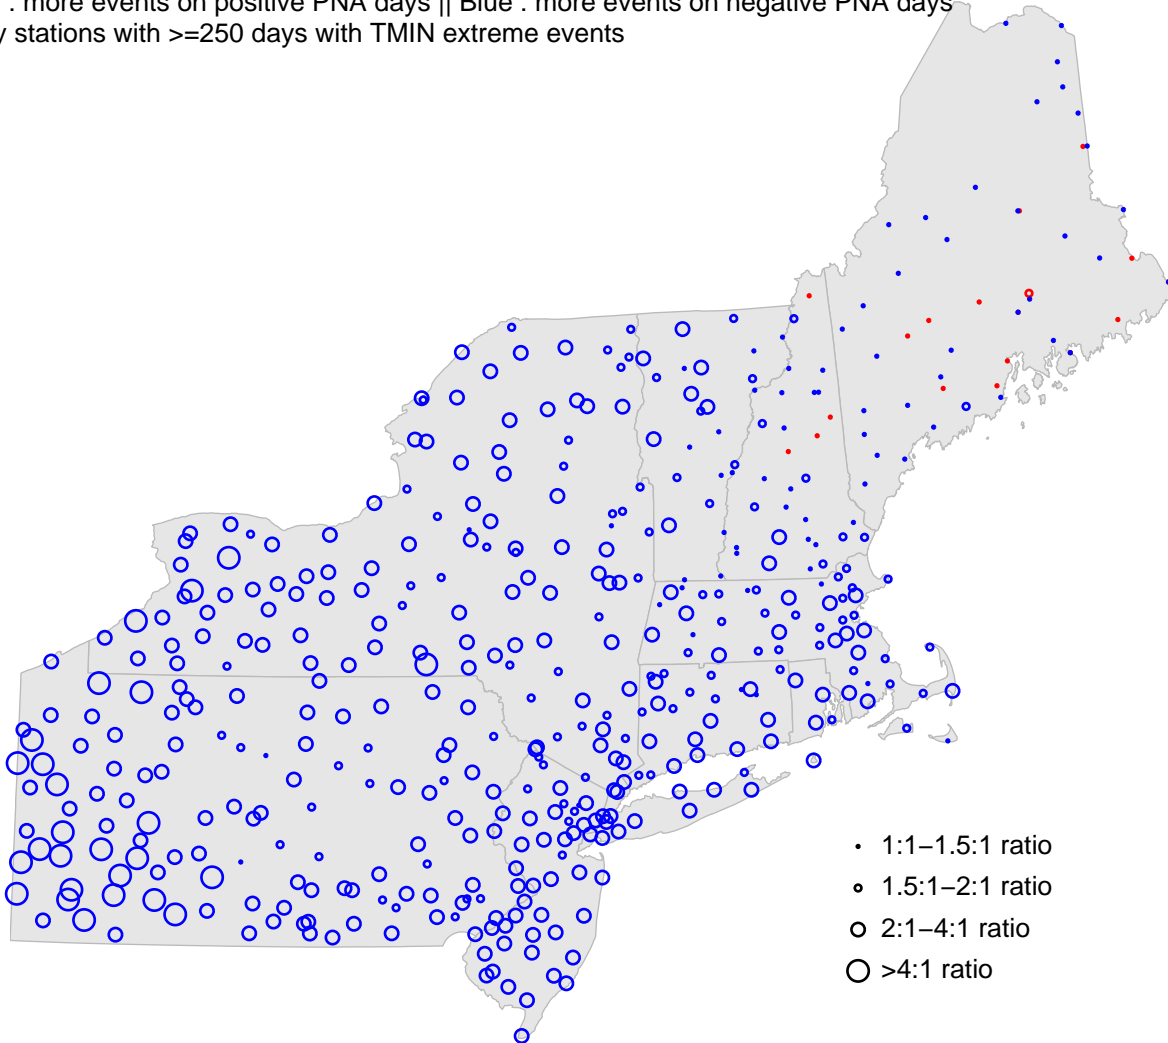 : more events on positive PNA days || Blue : more events on negative PNA days
y stations with >=250 days with TMIN extreme events
1:1–1.5:1 ratio
1.5:1–2:1 ratio
2:1–4:1 ratio
>4:1 ratio